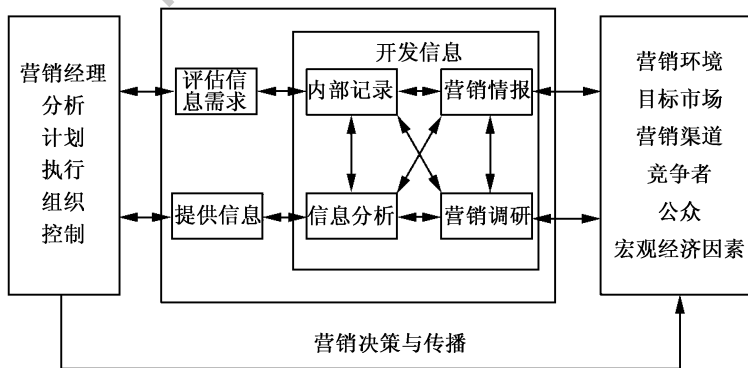 营销经理
分析
计划
执行
组织
控制
评估信
息需求
提供信息
开发信息
内部记录
营销情报
信息分析
营销调研
营销环境
目标市场
营销渠道
竞争者
公众
宏观经济因素
营销决策与传播